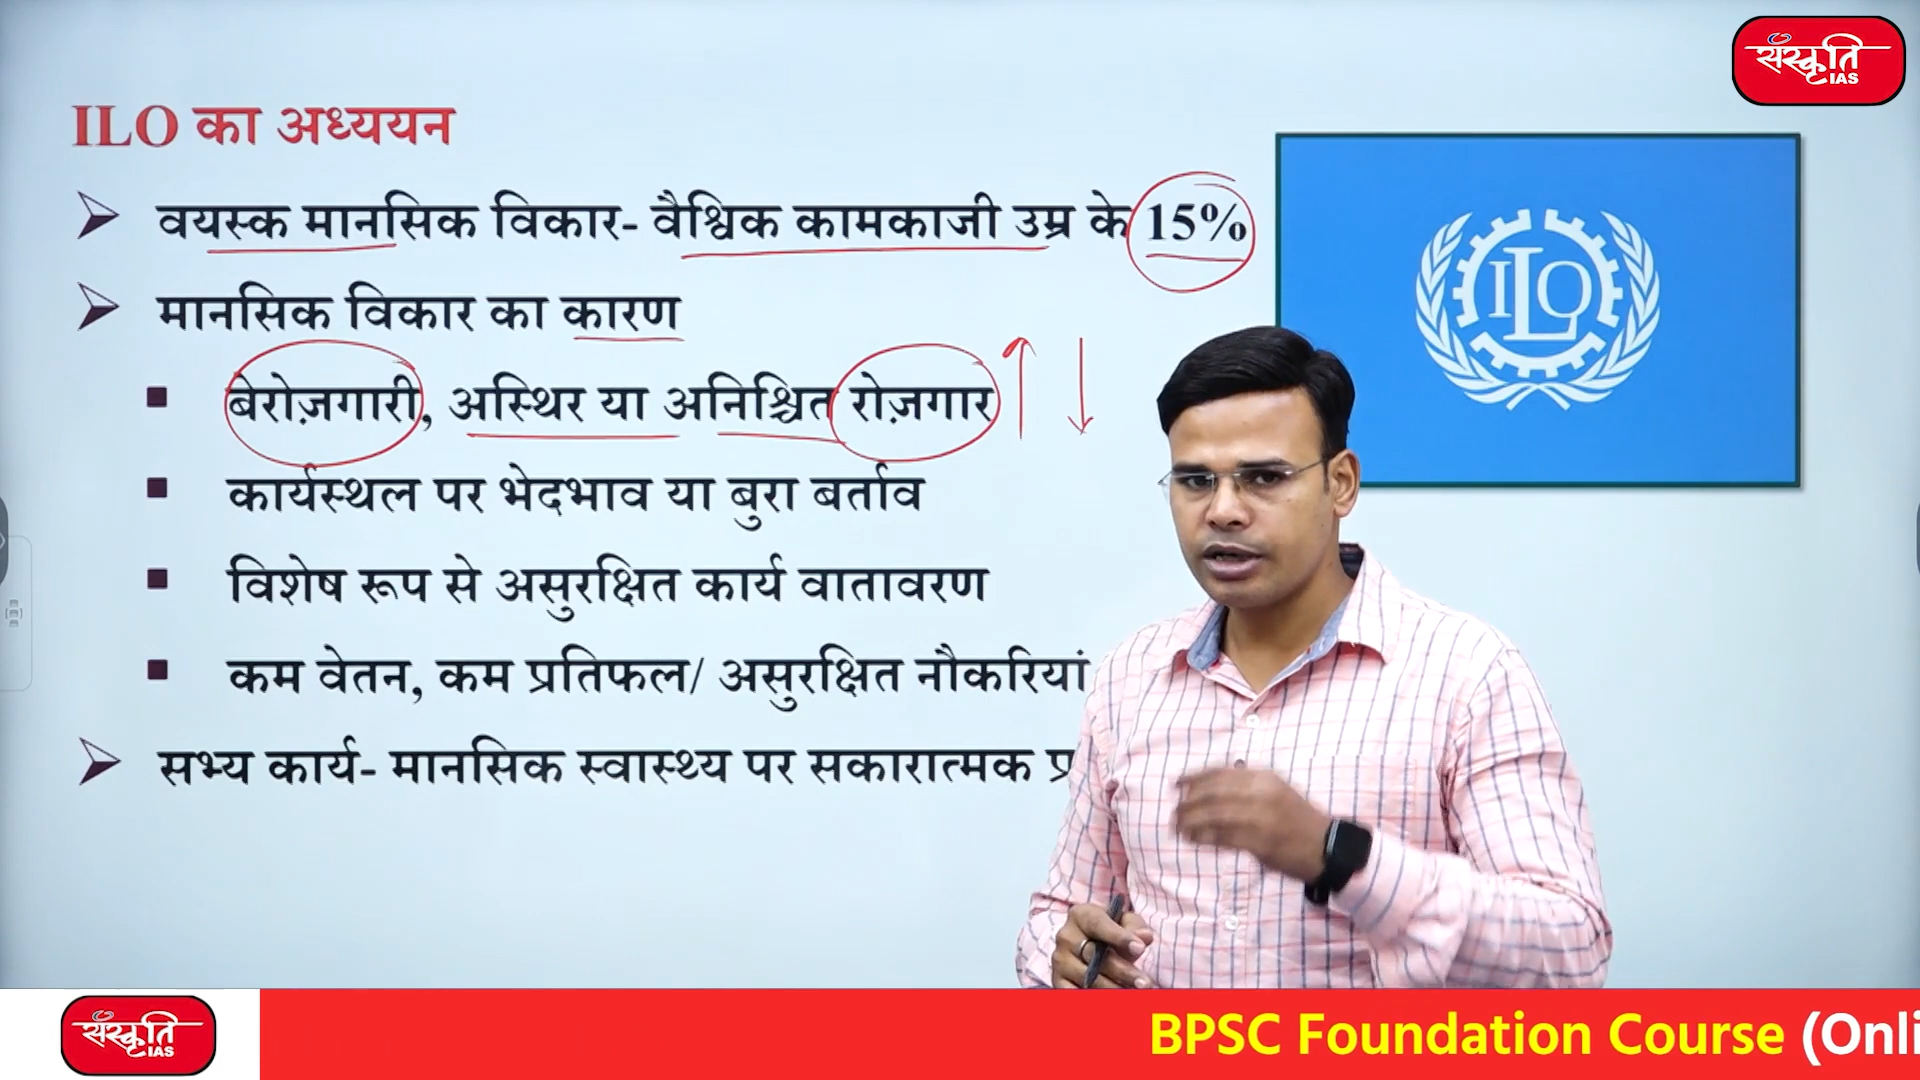 संस्कृति
IAS
ILO का अध्ययन
वयस्क मानसिक विकार- वैश्विक कामकाजी उम्र के 15%
मानसिक विकार का कारण
बेरोज़गारी, अस्थिर या अनिश्चित रोज़गार
कार्यस्थल पर भेदभाव या बुरा बर्ताव
विशेष रूप से असुरक्षित कार्य वातावरण
कम वेतन, कम प्रतिफल/ असुरक्षित नौकरियां
सभ्य कार्य- मानसिक स्वास्थ्य पर सकारात्मक
ILO
संस्कृति
IAS
BPSC Foundation Course (Onli